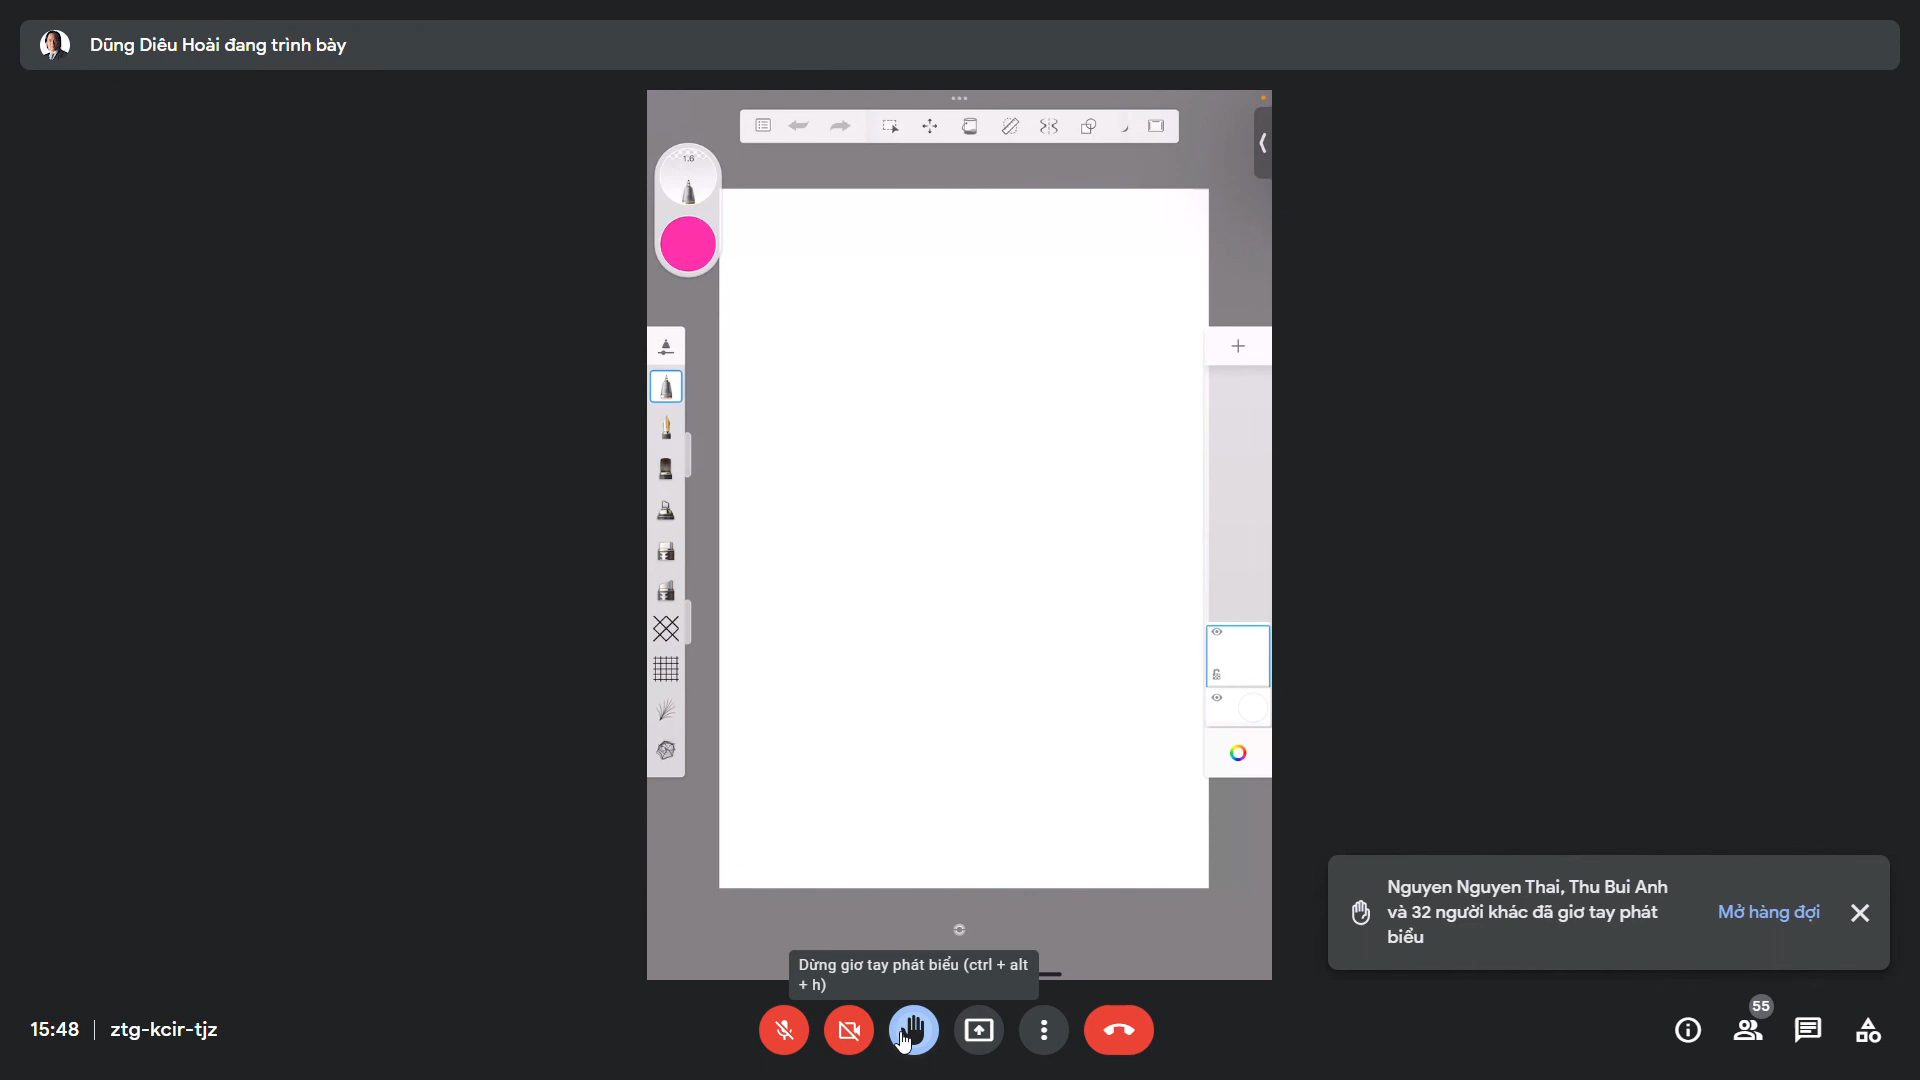 Dũng Diêu Hoài đang trình bày
1.6
Nguyen Nguyen Thai, Thu Bui Anh
và 32 người khác đã giơ tay phát
biểu
Mở hàng đợi
Dừng giơ tay phát biểu (ctrl + alt
+ h)
15:48 | ztg-kcir-tjz
55